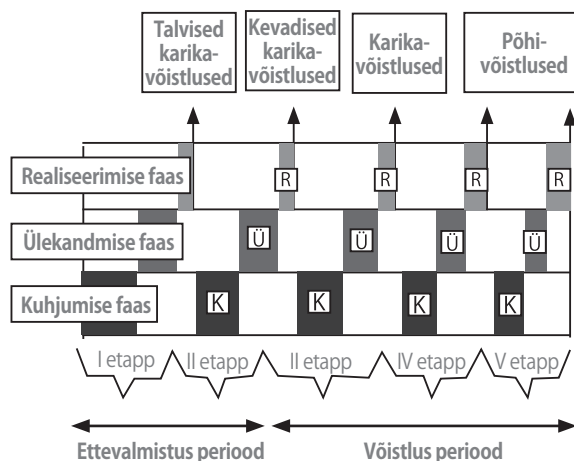 Talvised
karika-
võistlused
Kevadised
karika-
võistlused
Karika-
võistlused
Põhi-
võistlused
Realiseerimise faas
R
R
R
R
Ülekandmise faas
Ü
Ü
Ü
Ü
Kuhjumise faas
K
K
K
K
I etapp
II etapp
II etapp
IV etapp
V etapp
Ettevalmistus periood
Võistlus periood